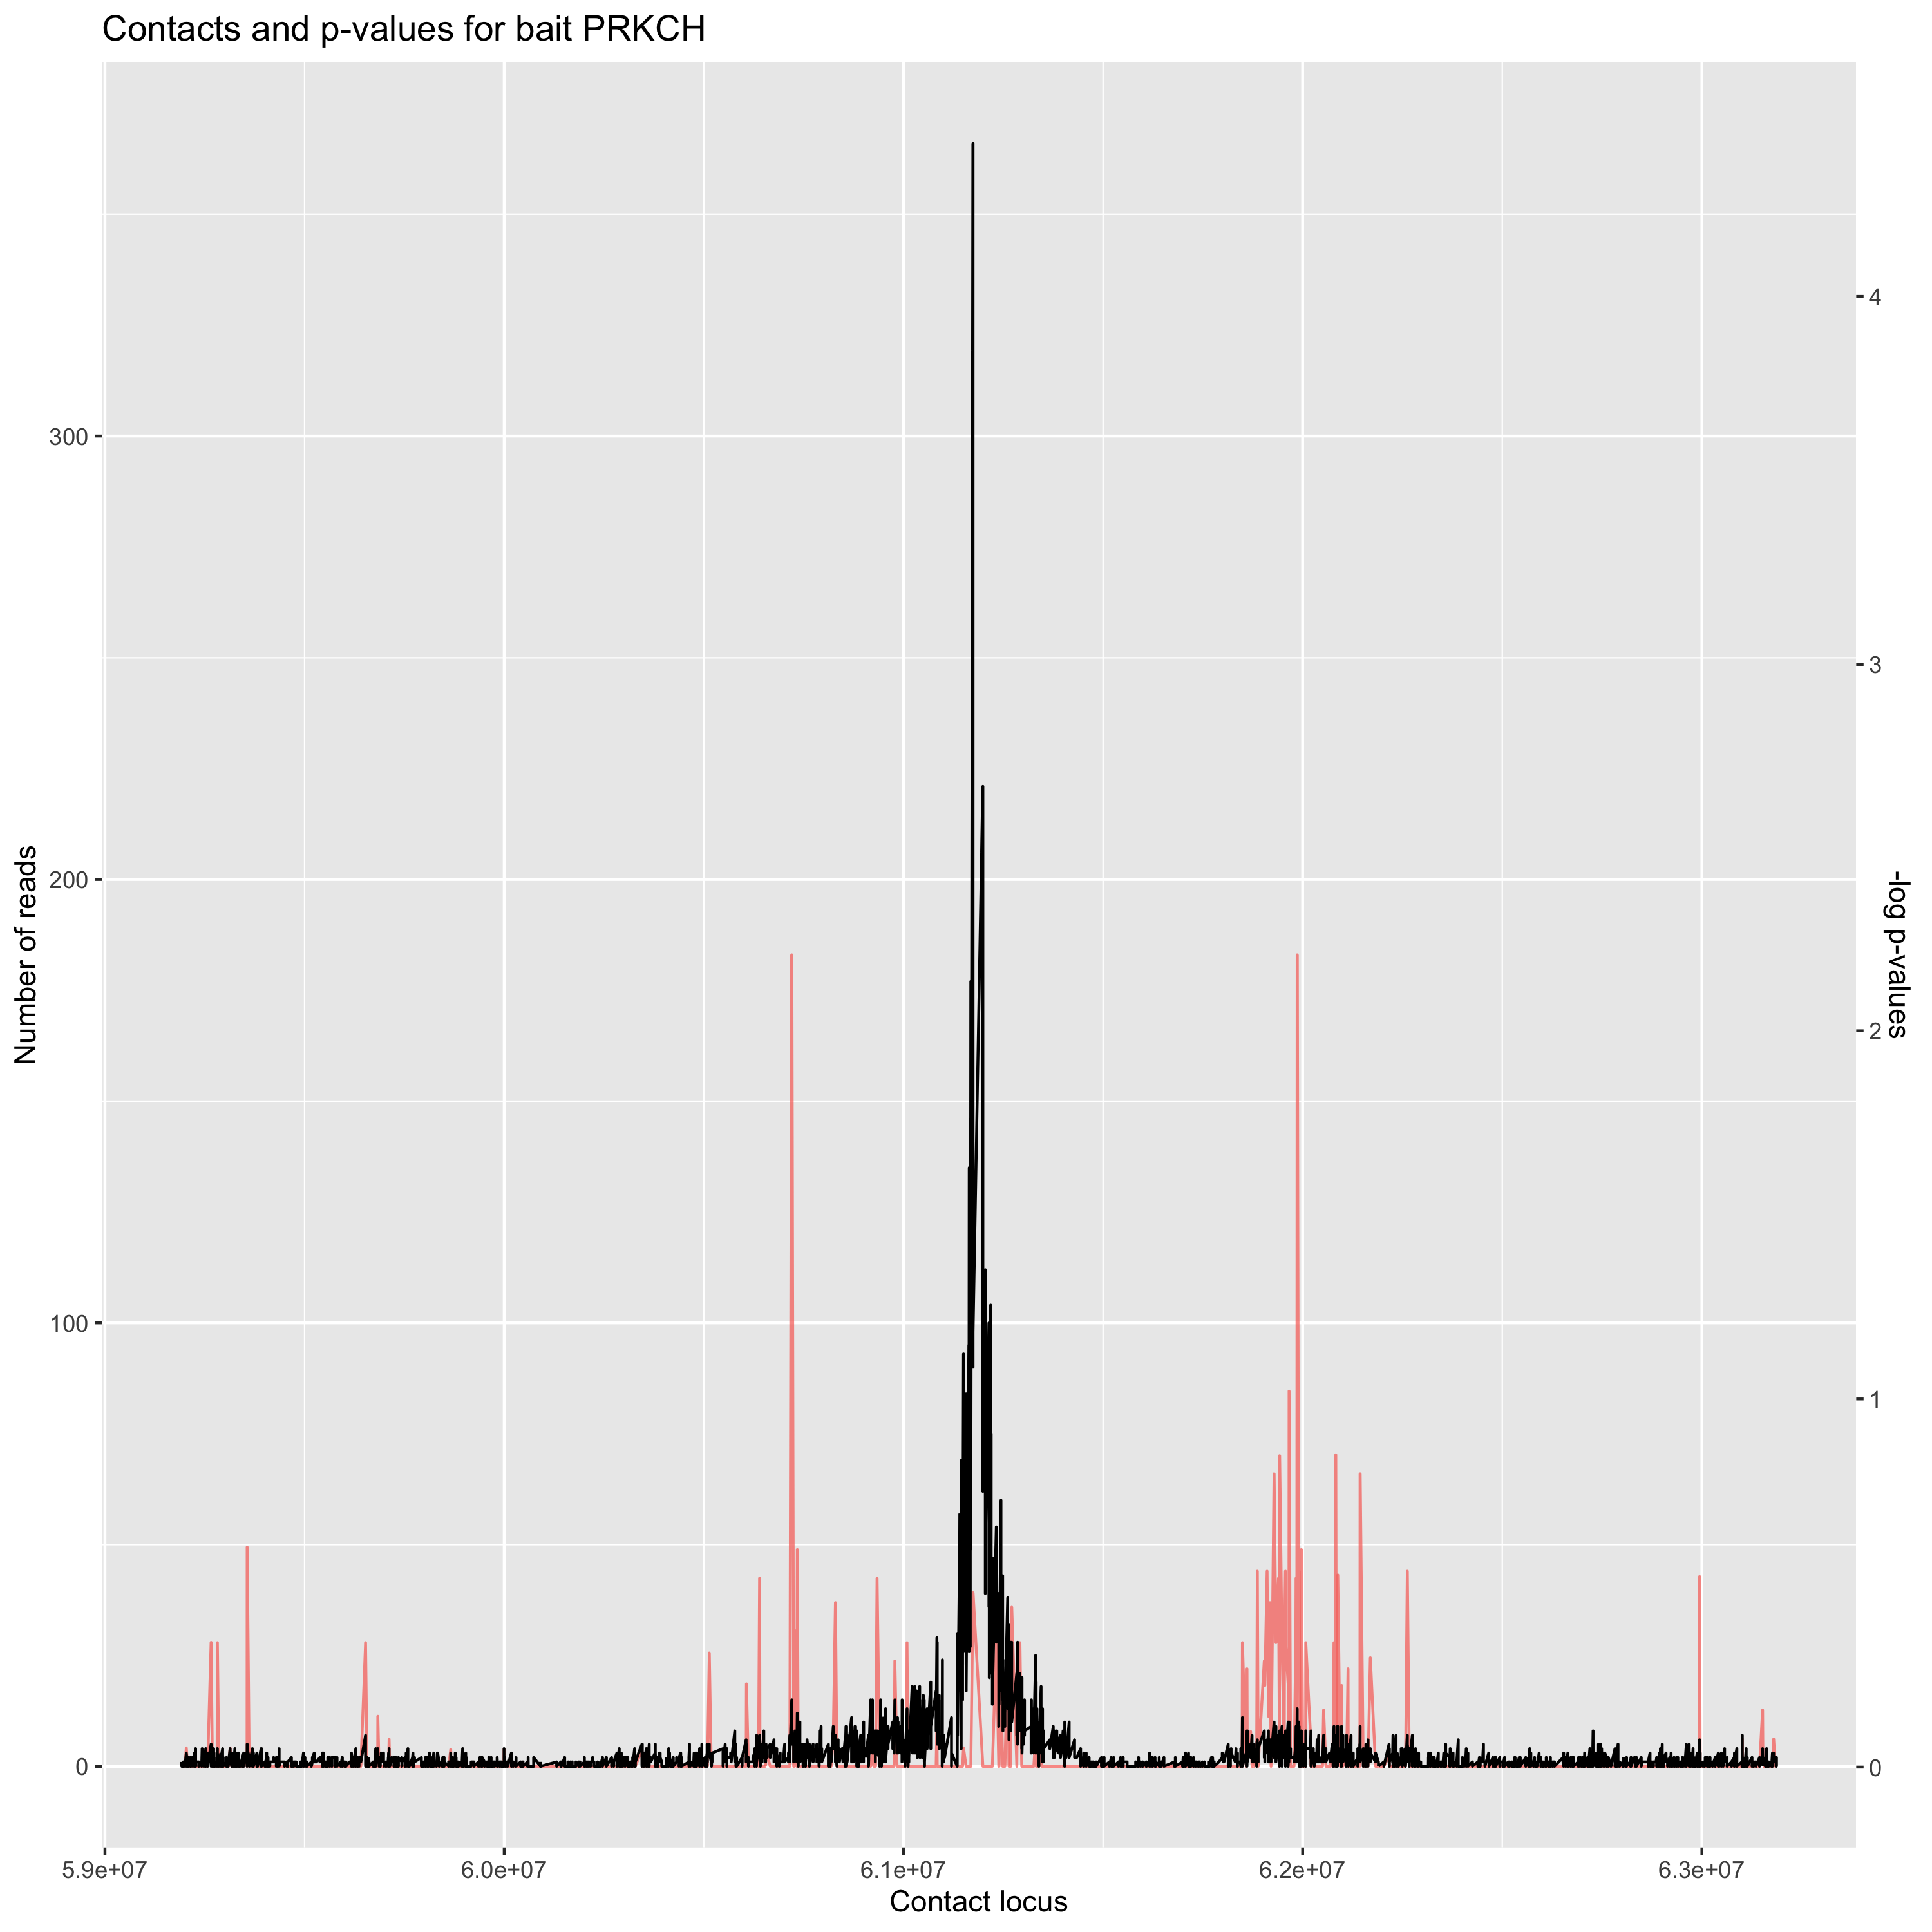 Contacts and p-values for bait PRKCH
Number of reads
300
200
100
0
4
3
2
1
0
-log p-values
5.9e+07
6.0e+07
6.1e+07
6.2e+07
6.3e+07
Contact locus